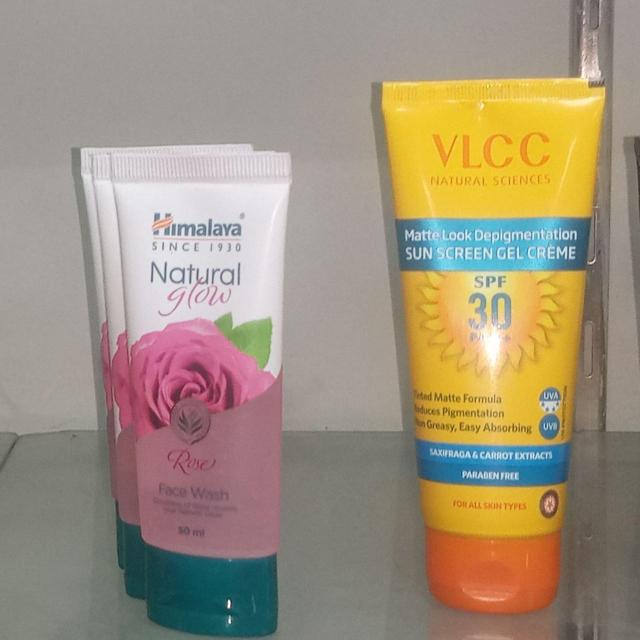 Himalaya
SINCE 1930
Natural
glow
Rose
Face Wash
50 ml
VLCC
NATURAL SCIENCES
Matte Look Depigmentation
SUN SCREEN GEL CRÈME
SPF
30
Tinted Matte Formula
Reduces Pigmentation
Non Greasy, Easy Absorbing
UVA
UVB
SAXIFRAGA & CARROT EXTRACTS
PARABEN FREE
FOR ALL SKIN TYPES